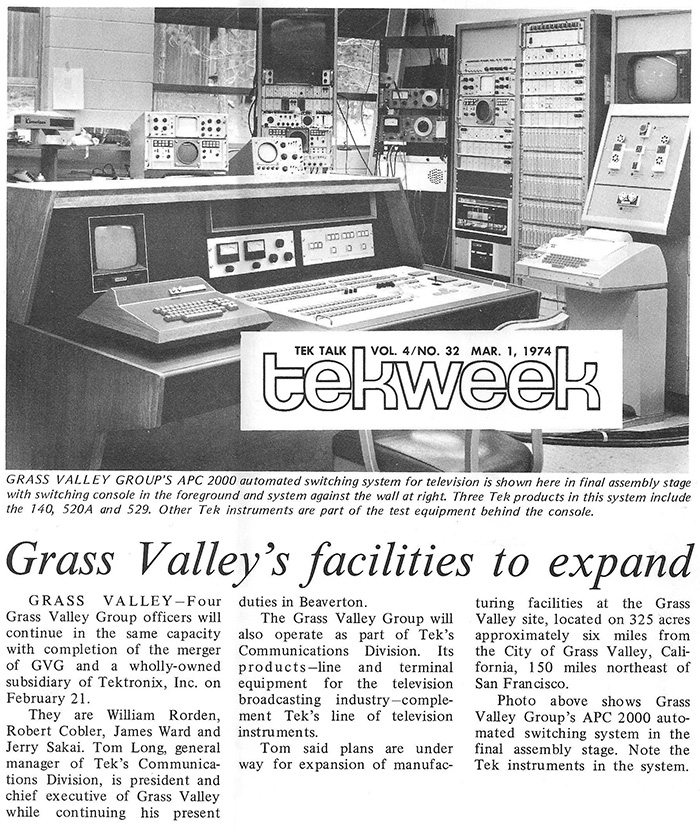 TEK TALK VOL. 4/NO. 32 MAR. 1, 1974
tekweek
GRASS VALLEY GROUP'S APC 2000 automated switching system for television is shown here in final assembly stage
with switching console in the foreground and system against the wall at right. Three Tek products in this system include
the 140, 520A and 529. Other Tek instruments are part of the test equipment behind the console.
Grass Valley's facilities to expand
GRASS VALLEY—Four
Grass Valley Group officers will
continue in the same capacity
with completion of the merger
of GVG and a wholly-owned
subsidiary of Tektronix, Inc. on
February 21.
They are William Rorden,
Robert Cobler, James Ward and
Jerry Sakai. Tom Long, general
manager of Tek's Communica-
tions Division, is president and
chief executive of Grass Valley
while continuing his present
duties in Beaverton.
The Grass Valley Group will
also operate as part of Tek's
Communications Division. Its
products—line and terminal
equipment for the television
broadcasting industry—comple-
ment Tek's line of television
instruments.
Tom said plans are under
way for expansion of manufac-
turing facilities at the Grass
Valley site, located on 325 acres
approximately six miles from
the City of Grass Valley, Cali-
fornia, 150 miles northeast of
San Francisco.
Photo above shows Grass
Valley Group's APC 2000 auto-
mated switching system in the
final assembly stage. Note the
Tek instruments in the system.